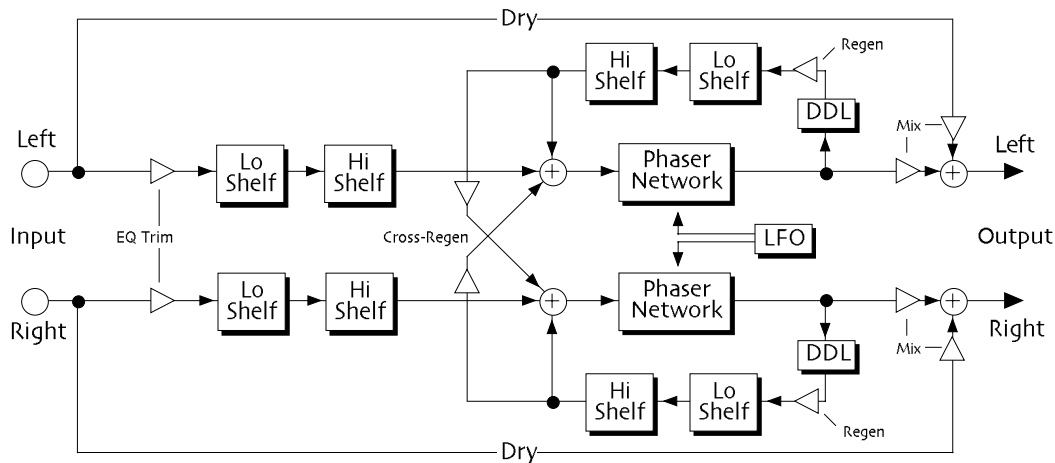 Dry
Hi
Shelf
Lo
Shelf
Regen
DDL
Mix
Left
Lo
Shelf
Hi
Shelf
+
Phaser
Network
+
Left
Input
EQ Trim
Cross-Regen
LFO
Output
Lo
Shelf
Hi
Shelf
+
Phaser
Network
+
Right
Right
Mix
DDL
Hi
Shelf
Lo
Shelf
Regen
Dry